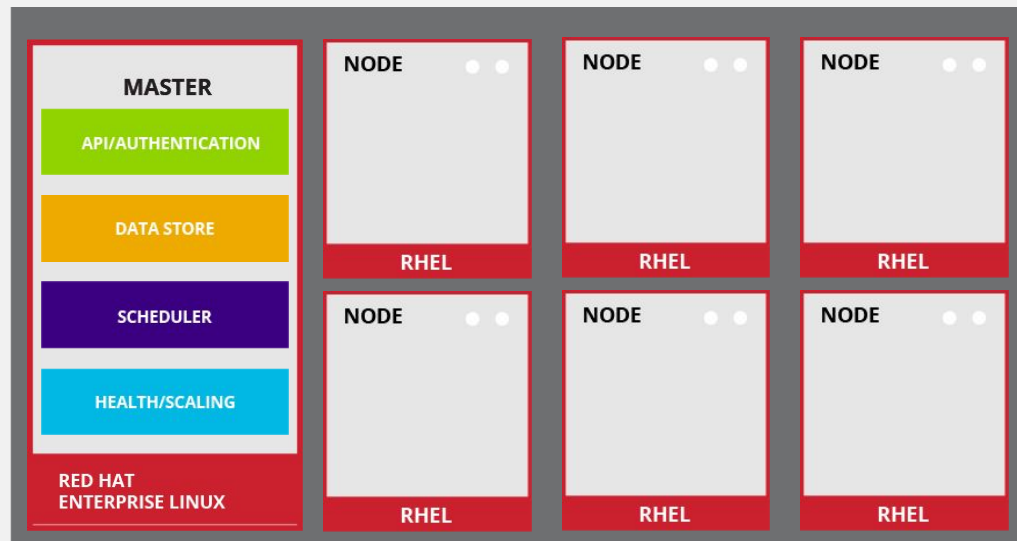 MASTER
API/AUTHENTICATION
DATA STORE
SCHEDULER
HEALTH/SCALING
RED HAT
ENTERPRISE LINUX
NODE
RHEL
NODE
RHEL
NODE
RHEL
NODE
RHEL
NODE
RHEL
NODE
RHEL